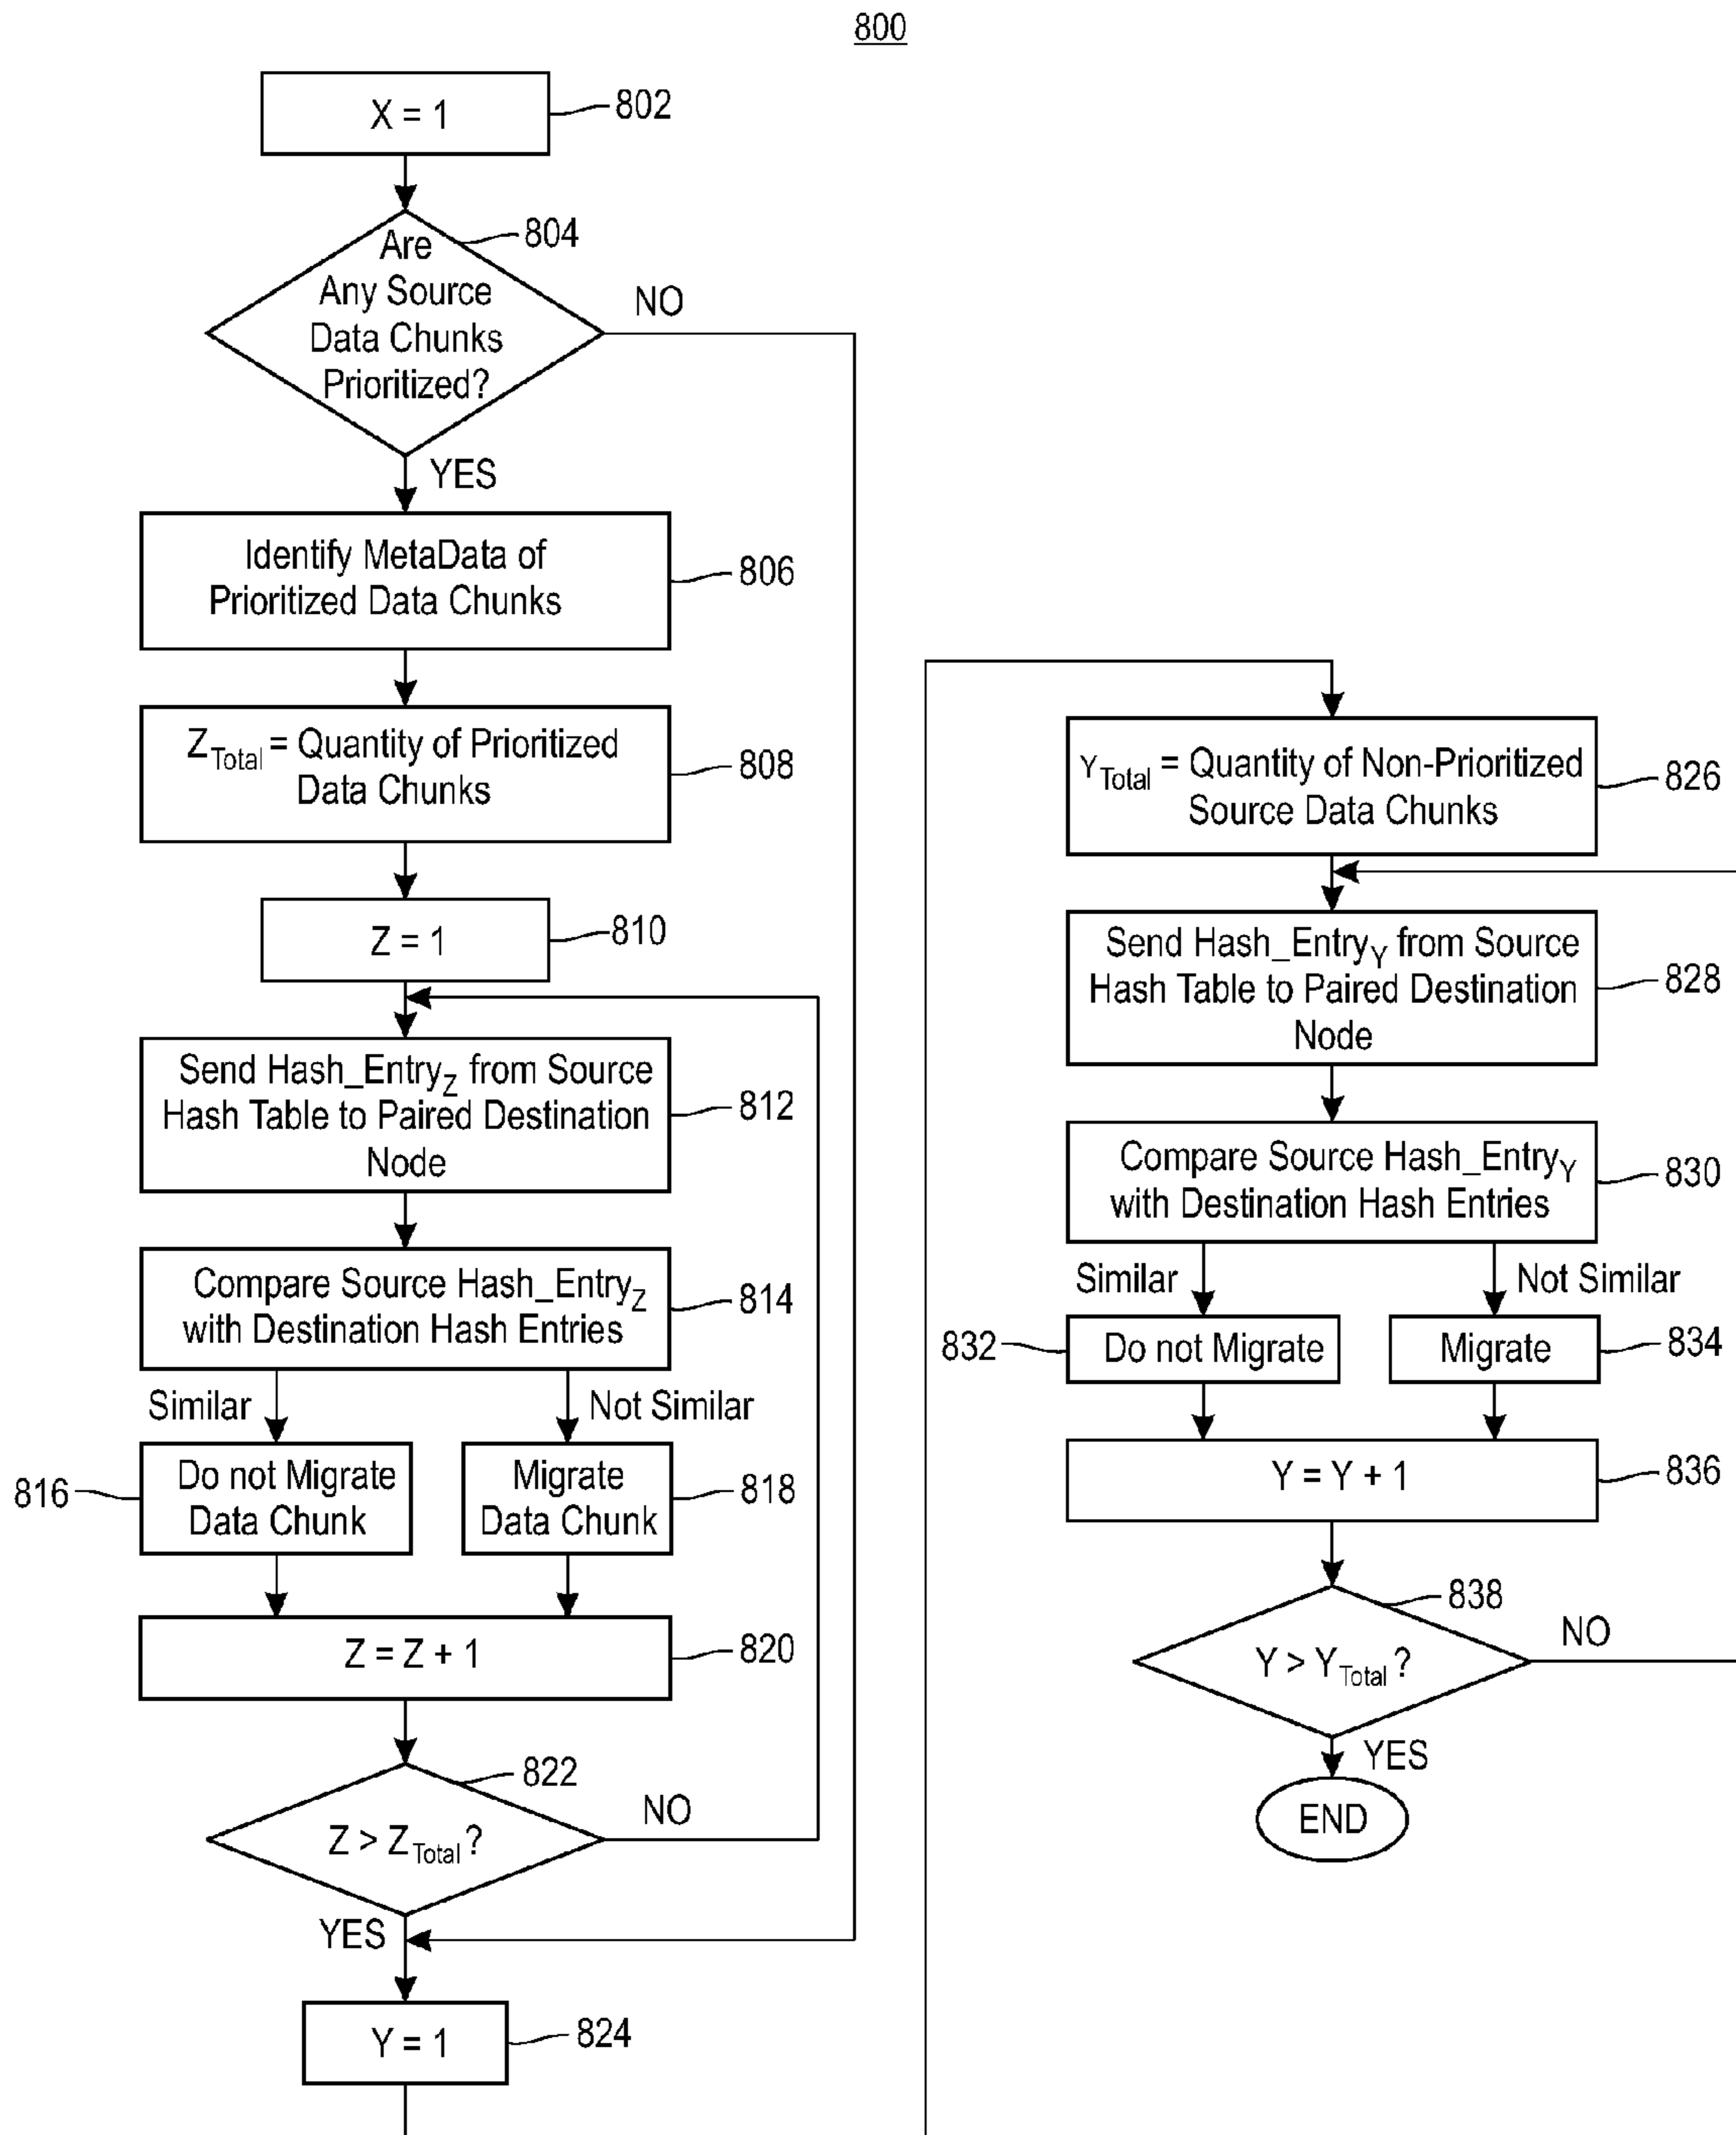 800
X = 1
802
Are
Any Source
Data Chunks
Prioritized?
804
NO
YES
Identify MetaData of
Prioritized Data Chunks
806
Z Total = Quantity of Prioritized
Data Chunks
808
Z = 1
810
Send Hash_EntryZ from Source
Hash Table to Paired Destination
Node
812
Compare Source Hash_EntryZ
with Destination Hash Entries
814
Similar
Not Similar
816
Do not Migrate
Data Chunk
Migrate
Data Chunk
818
Z = Z + 1
820
Z > Z Total ?
822
NO
YES
Y = 1
824
Y Total = Quantity of Non-Prioritized
Source Data Chunks
826
Send Hash_EntryY from Source
Hash Table to Paired Destination
Node
828
Compare Source Hash_EntryY
with Destination Hash Entries
830
Similar
Not Similar
832
Do not Migrate
Migrate
834
Y = Y + 1
836
Y > Y Total ?
838
NO
YES
END